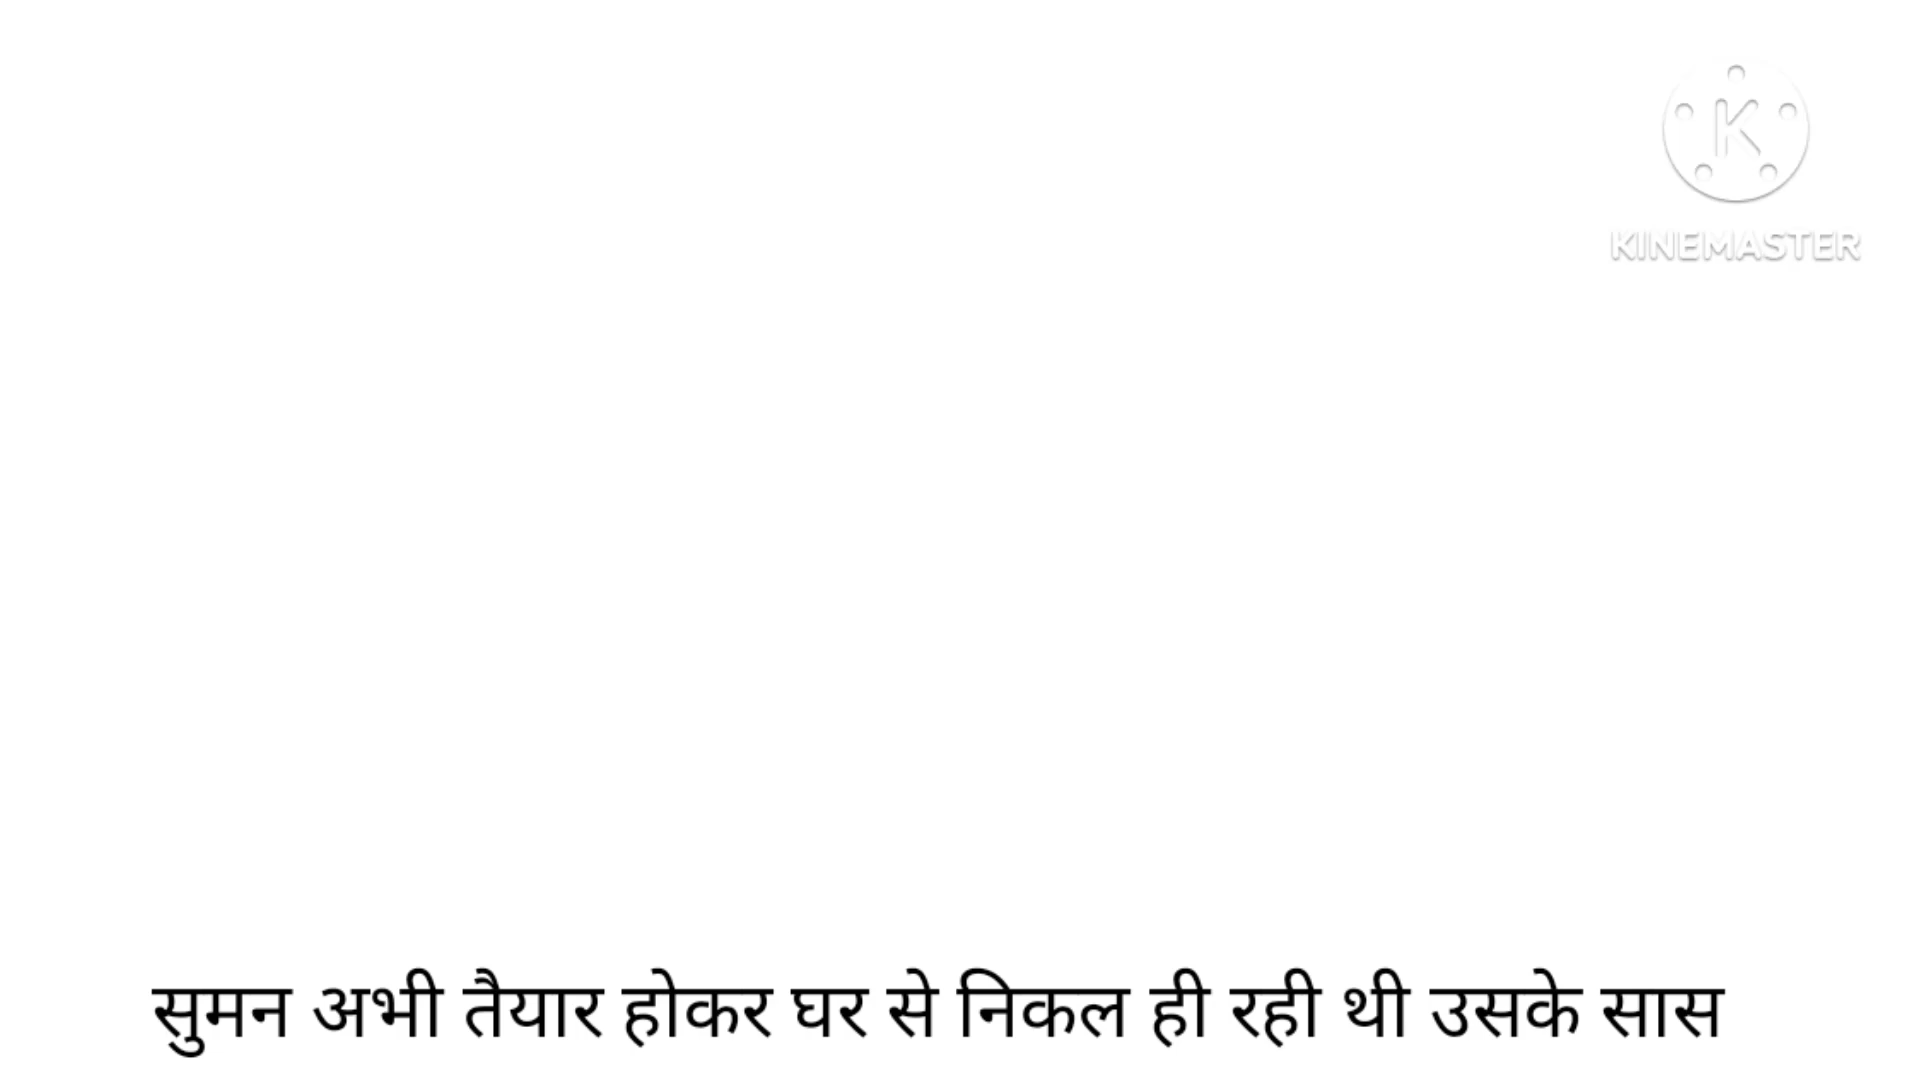 K
KINEMASTER
सुमन अभी तैयार होकर घर से निकल ही रही थी उसके सास